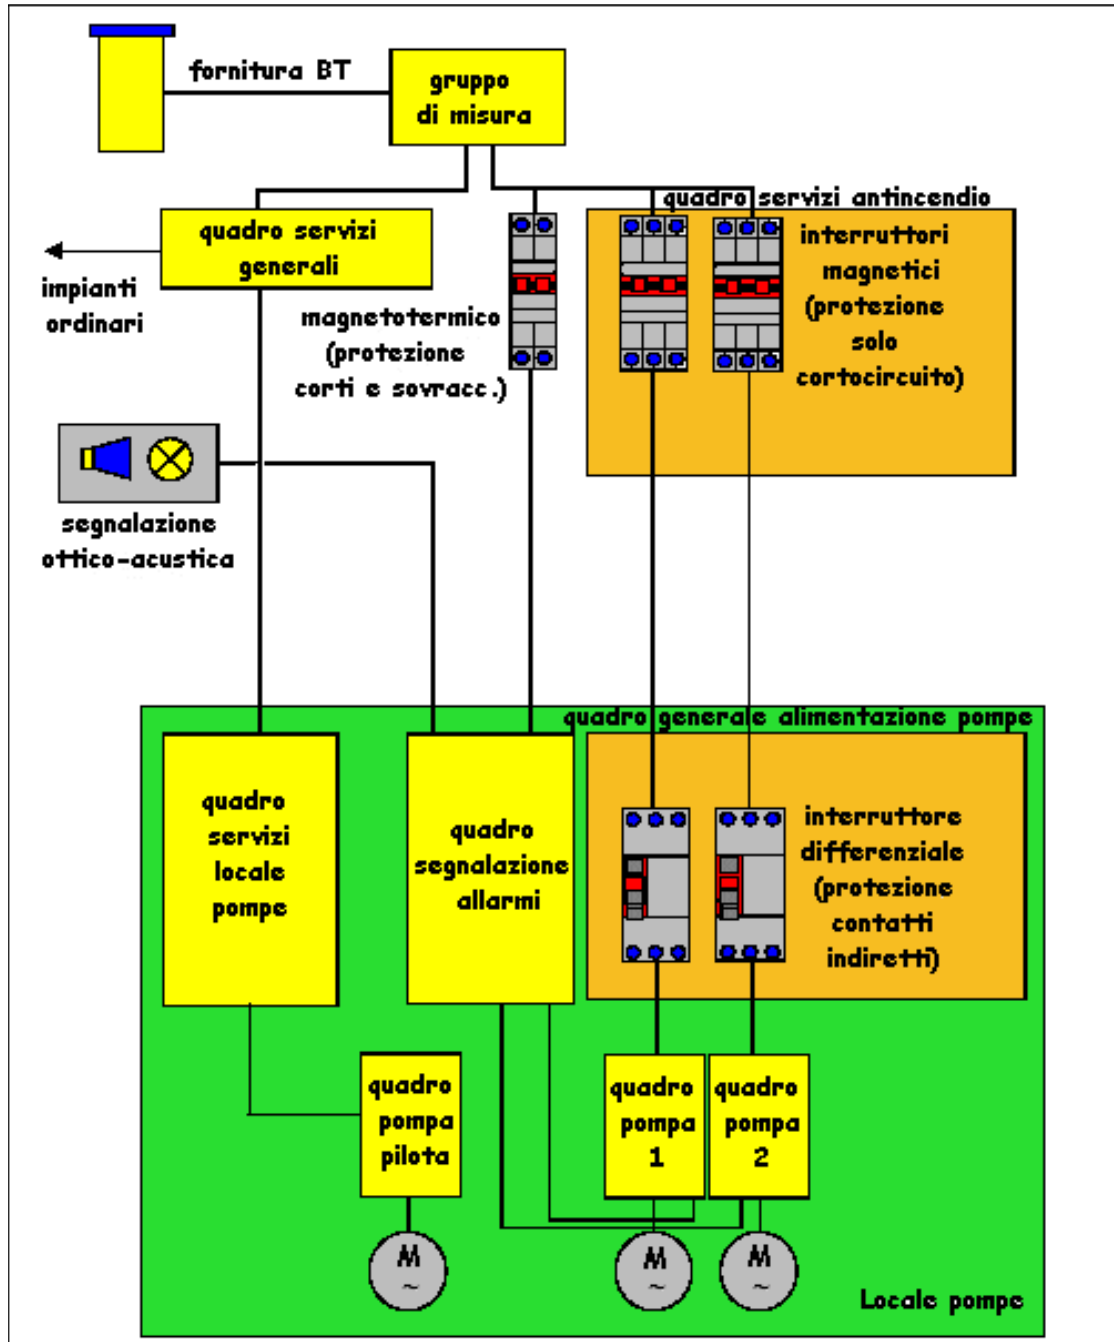 fornitura BT
gruppo
di misura
quadro servizi antincendio
quadro servizi
generali
impianti
ordinari
magnetotermico
(protezione
corti e sovracc.)
interruttori
magnetici
(protezione
solo
cortocircuito)
segnalazione
ottico-acustica
quadro generale alimentazione pompe
quadro
servizi
locale
pompe
quadro
segnalazione
allarmi
interruttore
differenziale
(protezione
contatti
indiretti)
quadro
pompa
pilota
quadro
pompa
1
quadro
pompa
2
M
~
M
~
M
~
Locale pompe